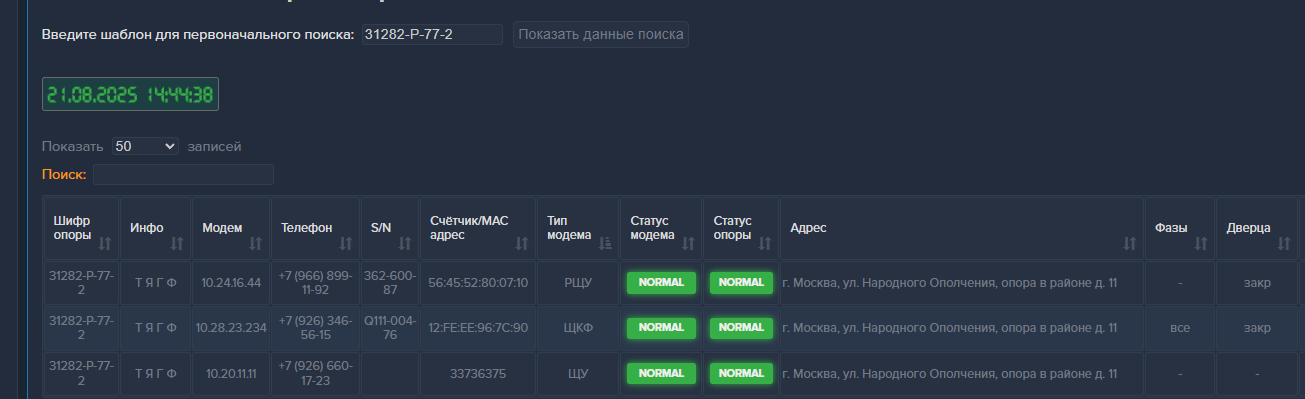 Введите шаблон для первоначального поиска: 31282-Р-77-2 Показать данные поиска
21.08.2025 14:44:38
Показать 50 записей
Поиск:
Шифр опоры Инфо Модем Телефон S/N Счётчик/MAC адрес Тип модема Статус модема Статус опоры Адрес Фазы Дверца
31282-Р-77-2 Т Я Г Ф 10.24.16.44 +7 (966) 899-11-92 362-600-87 56:45:52:80:07:10 РЩУ NORMAL NORMAL г. Москва, ул. Народного Ополчения, опора в районе д. 11 - закр
31282-Р-77-2 Т Я Г Ф 10.28.23.234 +7 (926) 346-56-15 Q111-004-76 12:FE:EE:96:7C:90 ЩКФ NORMAL NORMAL г. Москва, ул. Народного Ополчения, опора в районе д. 11 все закр
31282-Р-77-2 Т Я Г Ф 10.20.11.11 +7 (926) 660-17-23 33736375 ЩУ NORMAL NORMAL г. Москва, ул. Народного Ополчения, опора в районе д. 11 - -